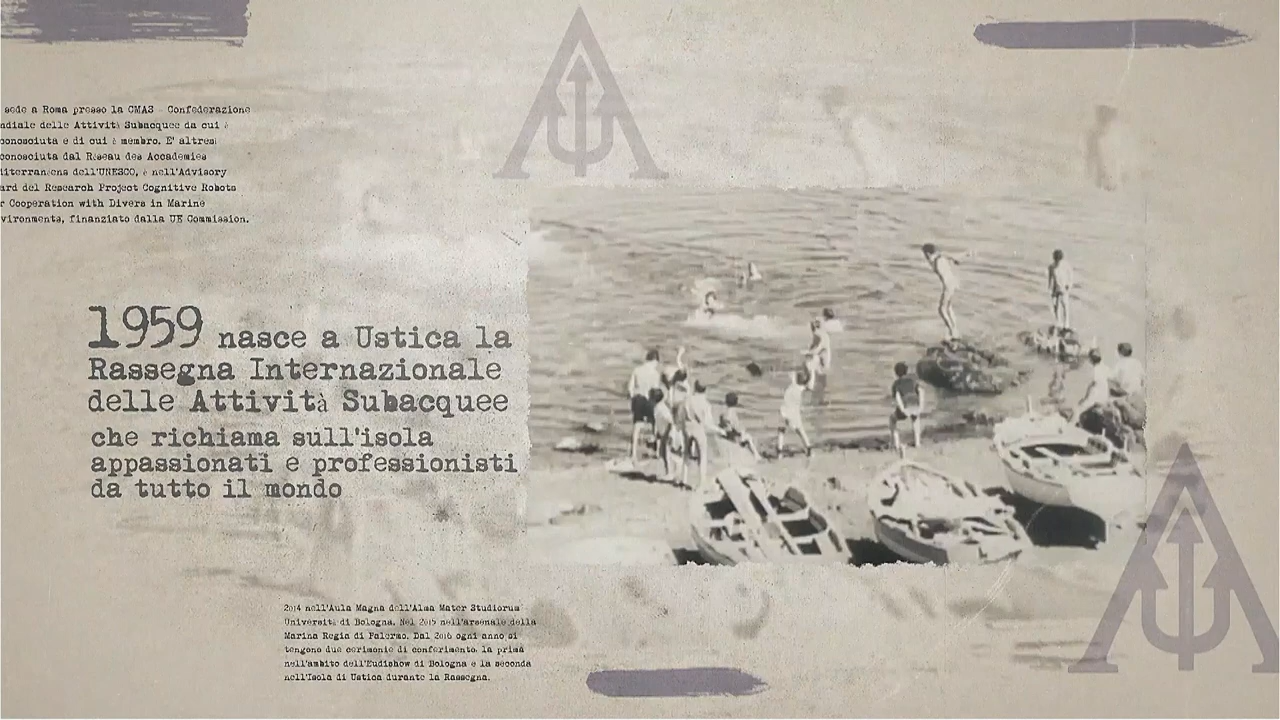 sede a Roma presso la CMAS - Confederazione
ndiale delle Attività Subacquee da cui è
conosciuta e di cui è membro. E' altresì
conosciuta dal Réseau des Accademies
diterranéens dell'UNESCO, è nell'Advisory
ard del Research Project Cognitive Robots
r Cooperation with Divers in Marine
vironments, finanziato dalla UE Commission.
1959 nasce a Ustica la
Rassegna Internazionale
delle Attività Subacquee
che richiama sull'isola
appassionati e professionisti
da tutto il mondo
2014 nell'Aula Magna dell'Alma Mater Studiorum
Università di Bologna. Nel 2015 nell'arsenale della
Marina Regia di Palermo. Dal 2016 ogni anno si
tengono due cerimonie di conferimento, la prima
nell'ambito dell'Eudishow di Bologna e la seconda
nell'Isola di Ustica durante la Rassegna.